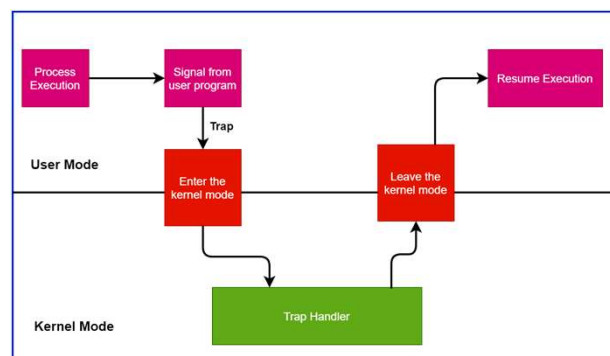 Process
Execution
Signal from
user program
Resume Execution
Trap
User Mode
Enter the
kernel mode
Leave the
kernel mode
Trap Handler
Kernel Mode